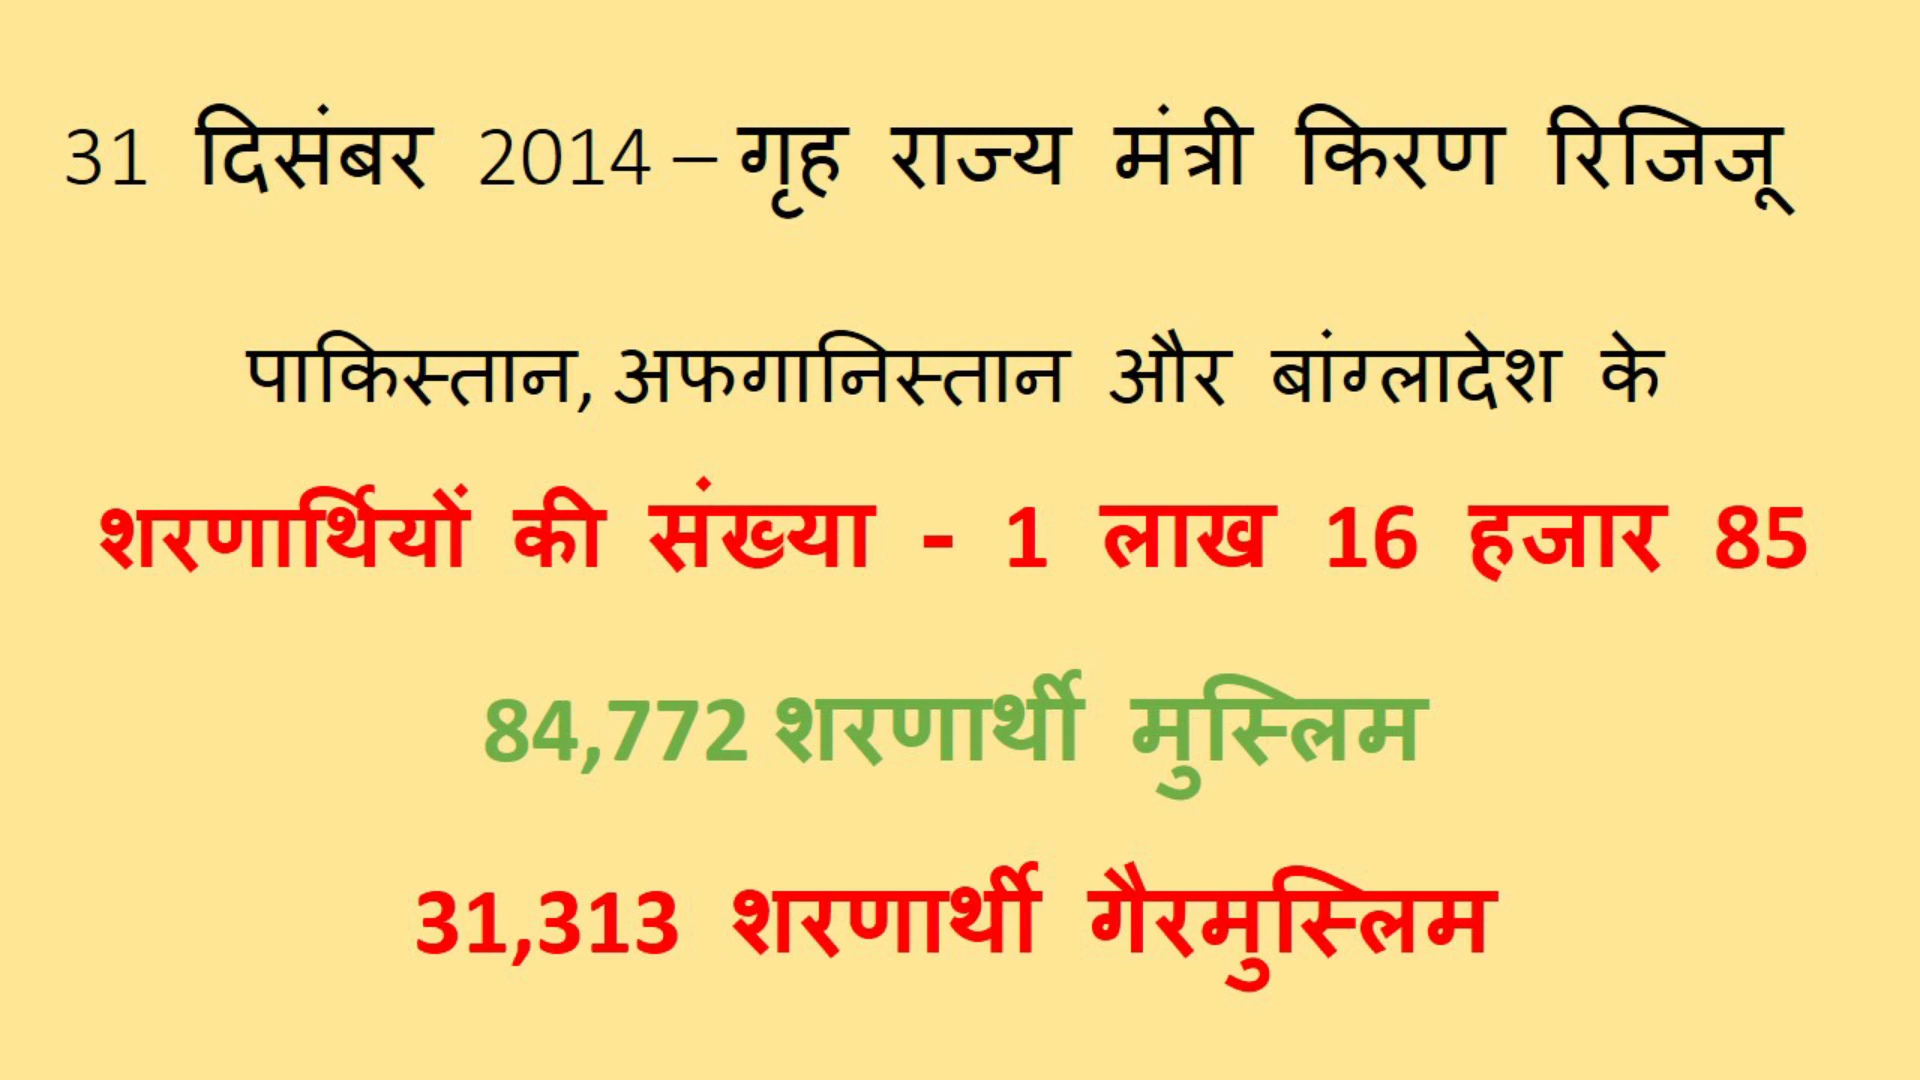 31 दिसंबर 2014 – गृह राज्य मंत्री किरण रिजिजू
पाकिस्तान, अफगानिस्तान और बांग्लादेश के
शरणार्थियों की संख्या - 1 लाख 16 हजार 85
84,772 शरणार्थी मुस्लिम
31,313 शरणार्थी गैरमुस्लिम